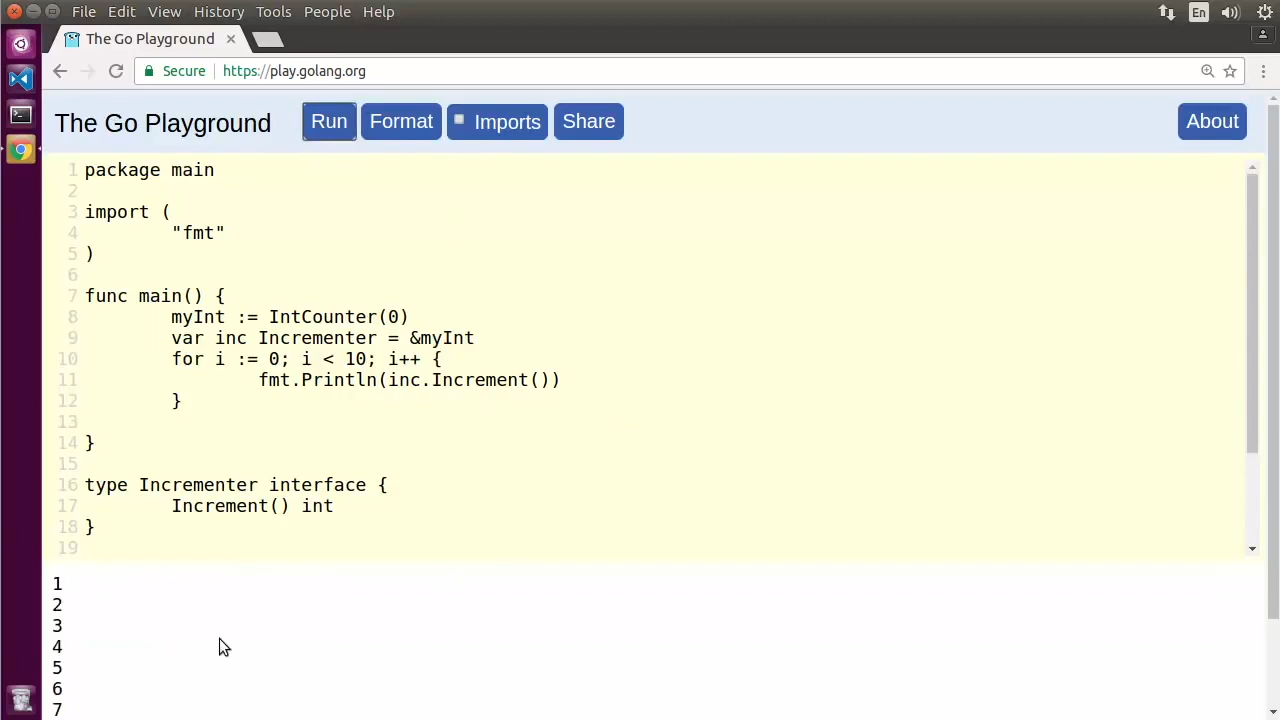 File Edit View History Tools People Help
En
The Go Playground
Secure https://play.golang.org
The Go Playground Run Format Imports Share About
1 package main
2
3 import (
4 "fmt"
5 )
6
7 func main() {
8 myInt := IntCounter(0)
9 var inc Incrementer = &myInt
10 for i := 0; i < 10; i++ {
11 fmt.Println(inc.Increment())
12 }
13
14 }
15
16 type Incrementer interface {
17 Increment() int
18 }
19
1
2
3
4
5
6
7